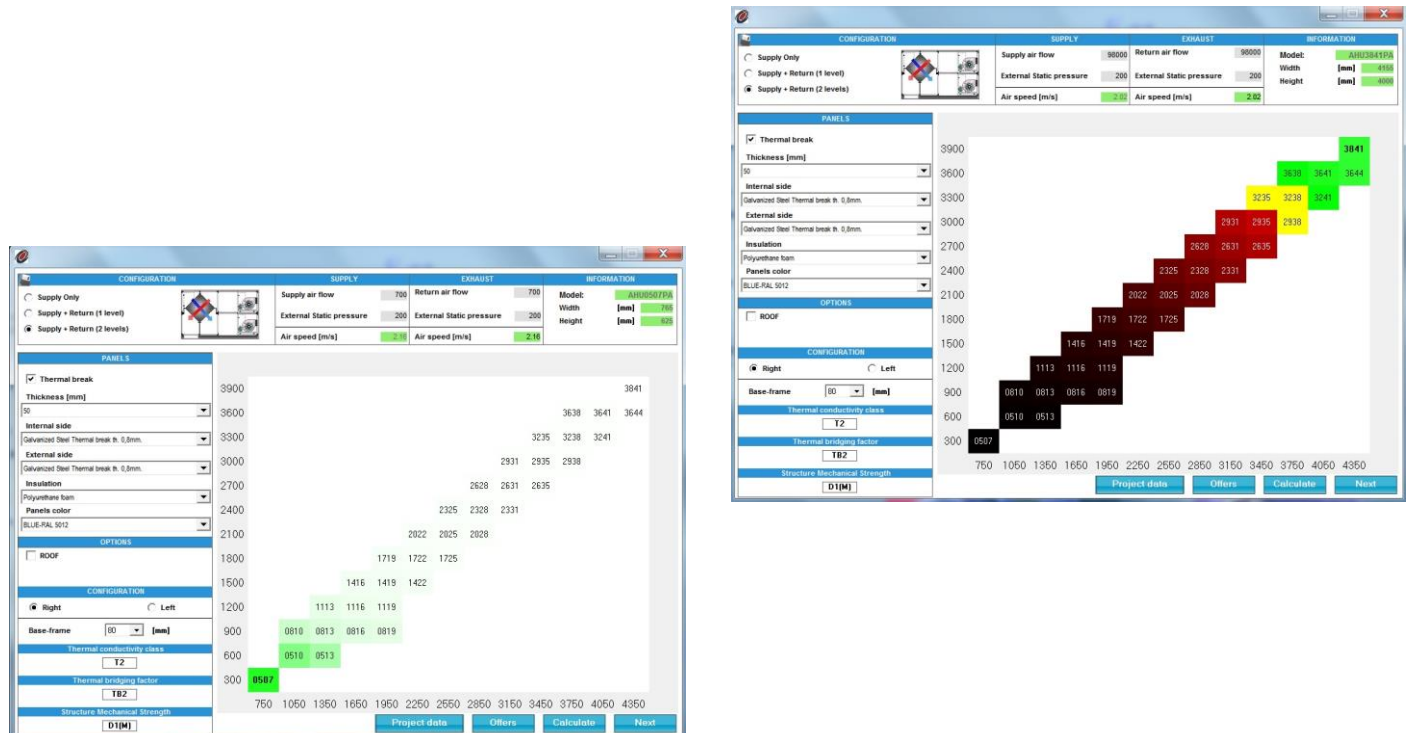 CONFIGURATION SUPPLY EXHAUST INFORMATION
Supply Only Supply air flow 700 Return air flow 700 Model: AHU0507PA
Supply + Return (1 level) External Static pressure 200 External Static pressure 200 Width [mm] 765
Supply + Return (2 levels) Height [mm] 625
Air speed [m/s] 2.16 Air speed [m/s] 2.16
PANELS
Thermal break
Thickness [mm]
50
Internal side
Galvanized Steel Thermal break th. 0,8mm.
External side
Galvanized Steel Thermal break th. 0,8mm.
Insulation
Polyurethane foam
Panels color
BLUE-RAL 5012
OPTIONS
ROOF
CONFIGURATION
Right Left
Base-frame 80 [mm]
Thermal conductivity class
T2
Thermal bridging factor
TB2
Structure Mechanical Strength
D1(M)
3900 3841
3600 3638 3641 3644
3300 3235 3238 3241
3000 2931 2935 2938
2700 2628 2631 2635
2400 2325 2328 2331
2100 2022 2025 2028
1800 1719 1722 1725
1500 1416 1419 1422
1200 1113 1116 1119
900 0810 0813 0816 0819
600 0510 0513
300 0507
750 1050 1350 1650 1950 2250 2550 2850 3150 3450 3750 4050 4350
Project data Offers Calculate Next
CONFIGURATION SUPPLY EXHAUST INFORMATION
Supply Only Supply air flow 98000 Return air flow 98000 Model: AHU3841PA
Supply + Return (1 level) External Static pressure 200 External Static pressure 200 Width [mm] 4165
Supply + Return (2 levels) Height [mm] 4000
Air speed [m/s] 2.02 Air speed [m/s] 2.02
PANELS
Thermal break
Thickness [mm]
50
Internal side
Galvanized Steel Thermal break th. 0,8mm.
External side
Galvanized Steel Thermal break th. 0,8mm.
Insulation
Polyurethane foam
Panels color
BLUE-RAL 5012
OPTIONS
ROOF
CONFIGURATION
Right Left
Base-frame 80 [mm]
Thermal conductivity class
T2
Thermal bridging factor
TB2
Structure Mechanical Strength
D1(M)
3900 3841
3600 3638 3641 3644
3300 3235 3238 3241
3000 2931 2935 2938
2700 2628 2631 2635
2400 2325 2328 2331
2100 2022 2025 2028
1800 1719 1722 1725
1500 1416 1419 1422
1200 1113 1116 1119
900 0810 0813 0816 0819
600 0510 0513
300 0507
750 1050 1350 1650 1950 2250 2550 2850 3150 3450 3750 4050 4350
Project data Offers Calculate Next